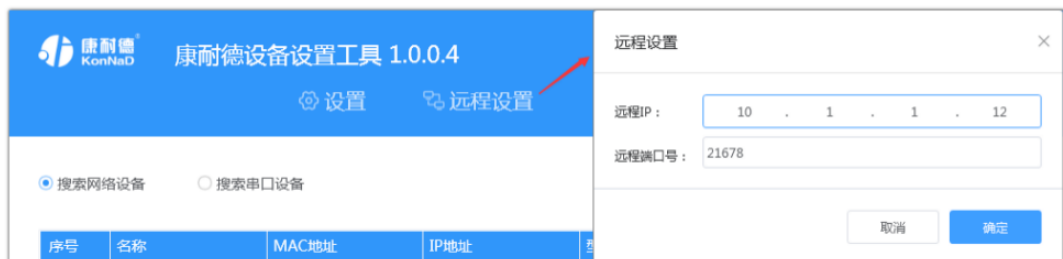 康耐德®
KonNaD
康耐德设备设置工具 1.0.0.4
设置
远程设置
搜索网络设备
搜索串口设备
序号 名称 MAC地址 IP地址
远程设置
远程IP： 10 . 1 . 1 . 12
远程端口号： 21678
取消 确定